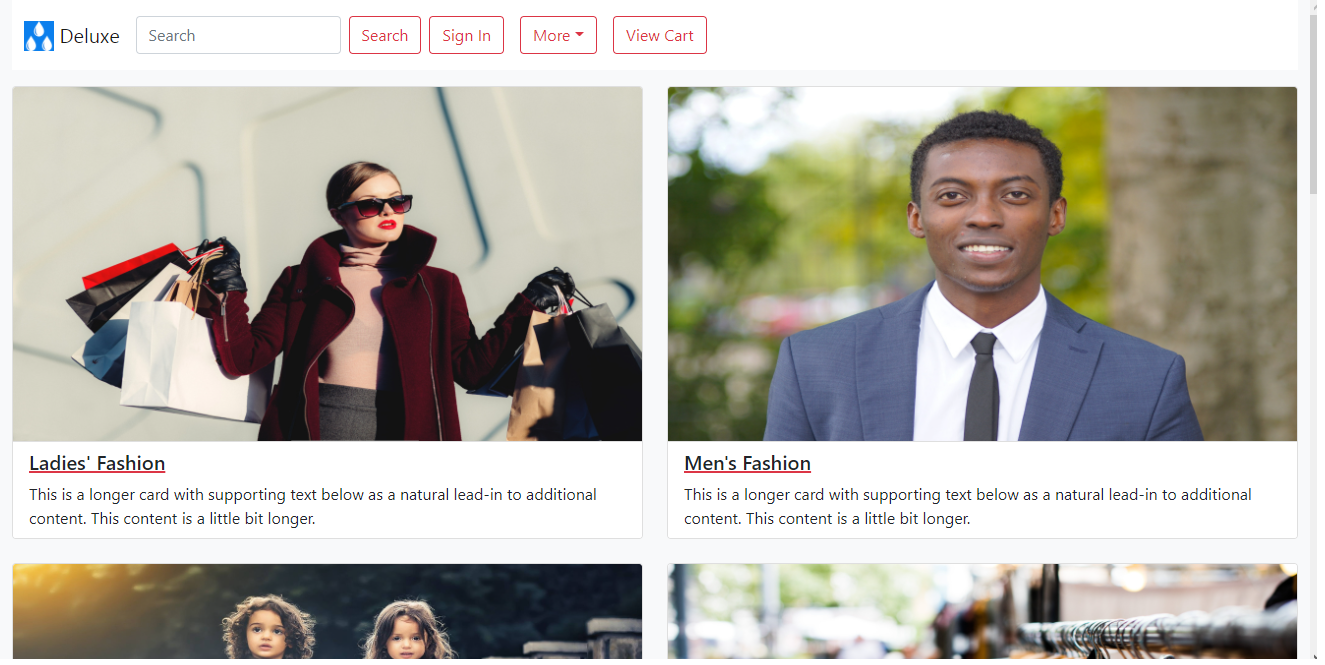 Deluxe Search Search Sign In More View Cart
Ladies' Fashion
This is a longer card with supporting text below as a natural lead-in to additional
content. This content is a little bit longer.
Men's Fashion
This is a longer card with supporting text below as a natural lead-in to additional
content. This content is a little bit longer.